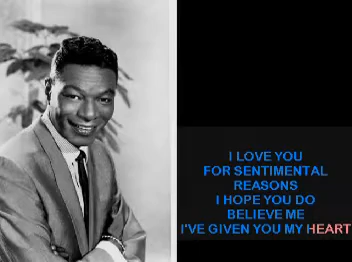 I LOVE YOU
FOR SENTIMENTAL
REASONS
I HOPE YOU DO
BELIEVE ME
I'VE GIVEN YOU MY HEART